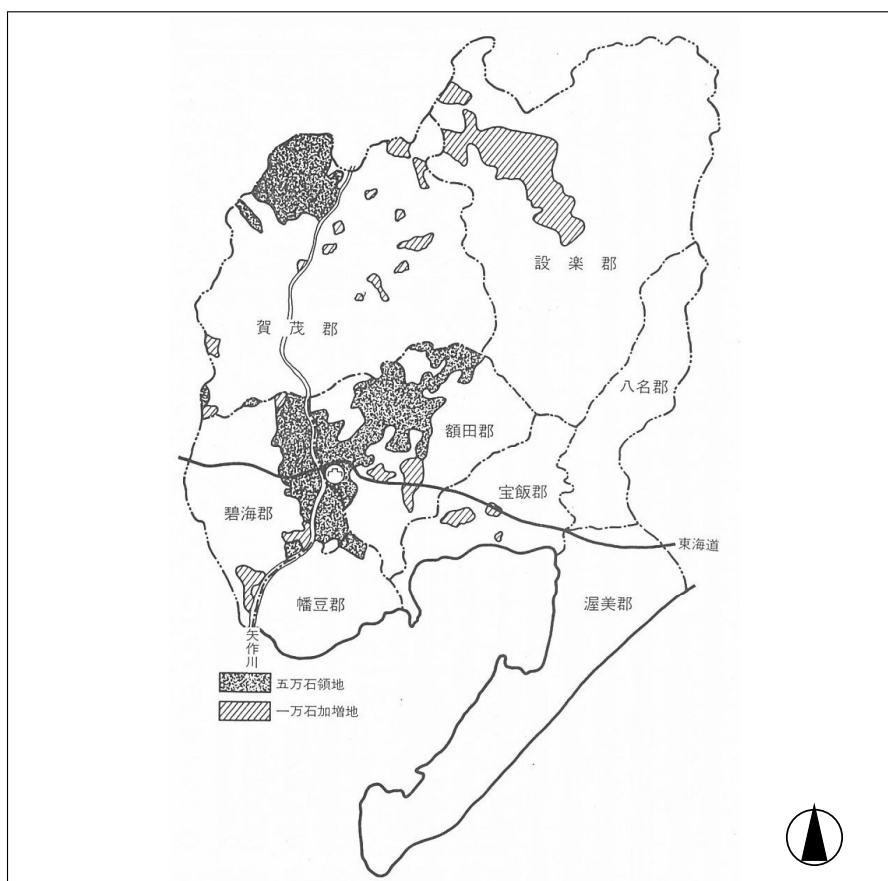 設楽郡
賀茂郡
八名郡
額田郡
宝飯郡
碧海郡
東海道
幡豆郡
渥美郡
矢作川
五万石領地
一万石加増地